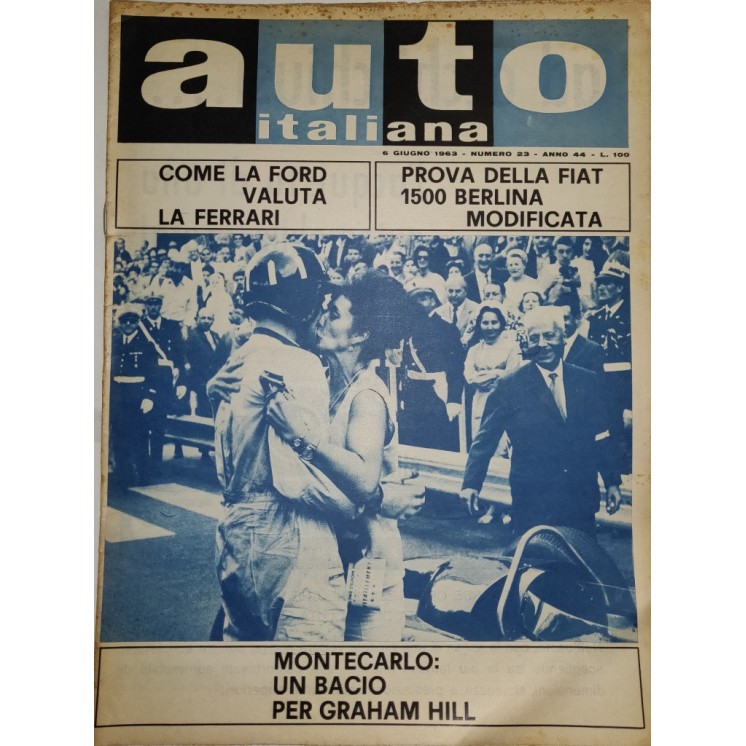 auto
italiana
6 GIUGNO 1963 - NUMERO 23 - ANNO 44 - L. 100
COME LA FORD
VALUTA
LA FERRARI
PROVA DELLA FIAT
1500 BERLINA
MODIFICATA
MONTECARLO:
UN BACIO
PER GRAHAM HILL